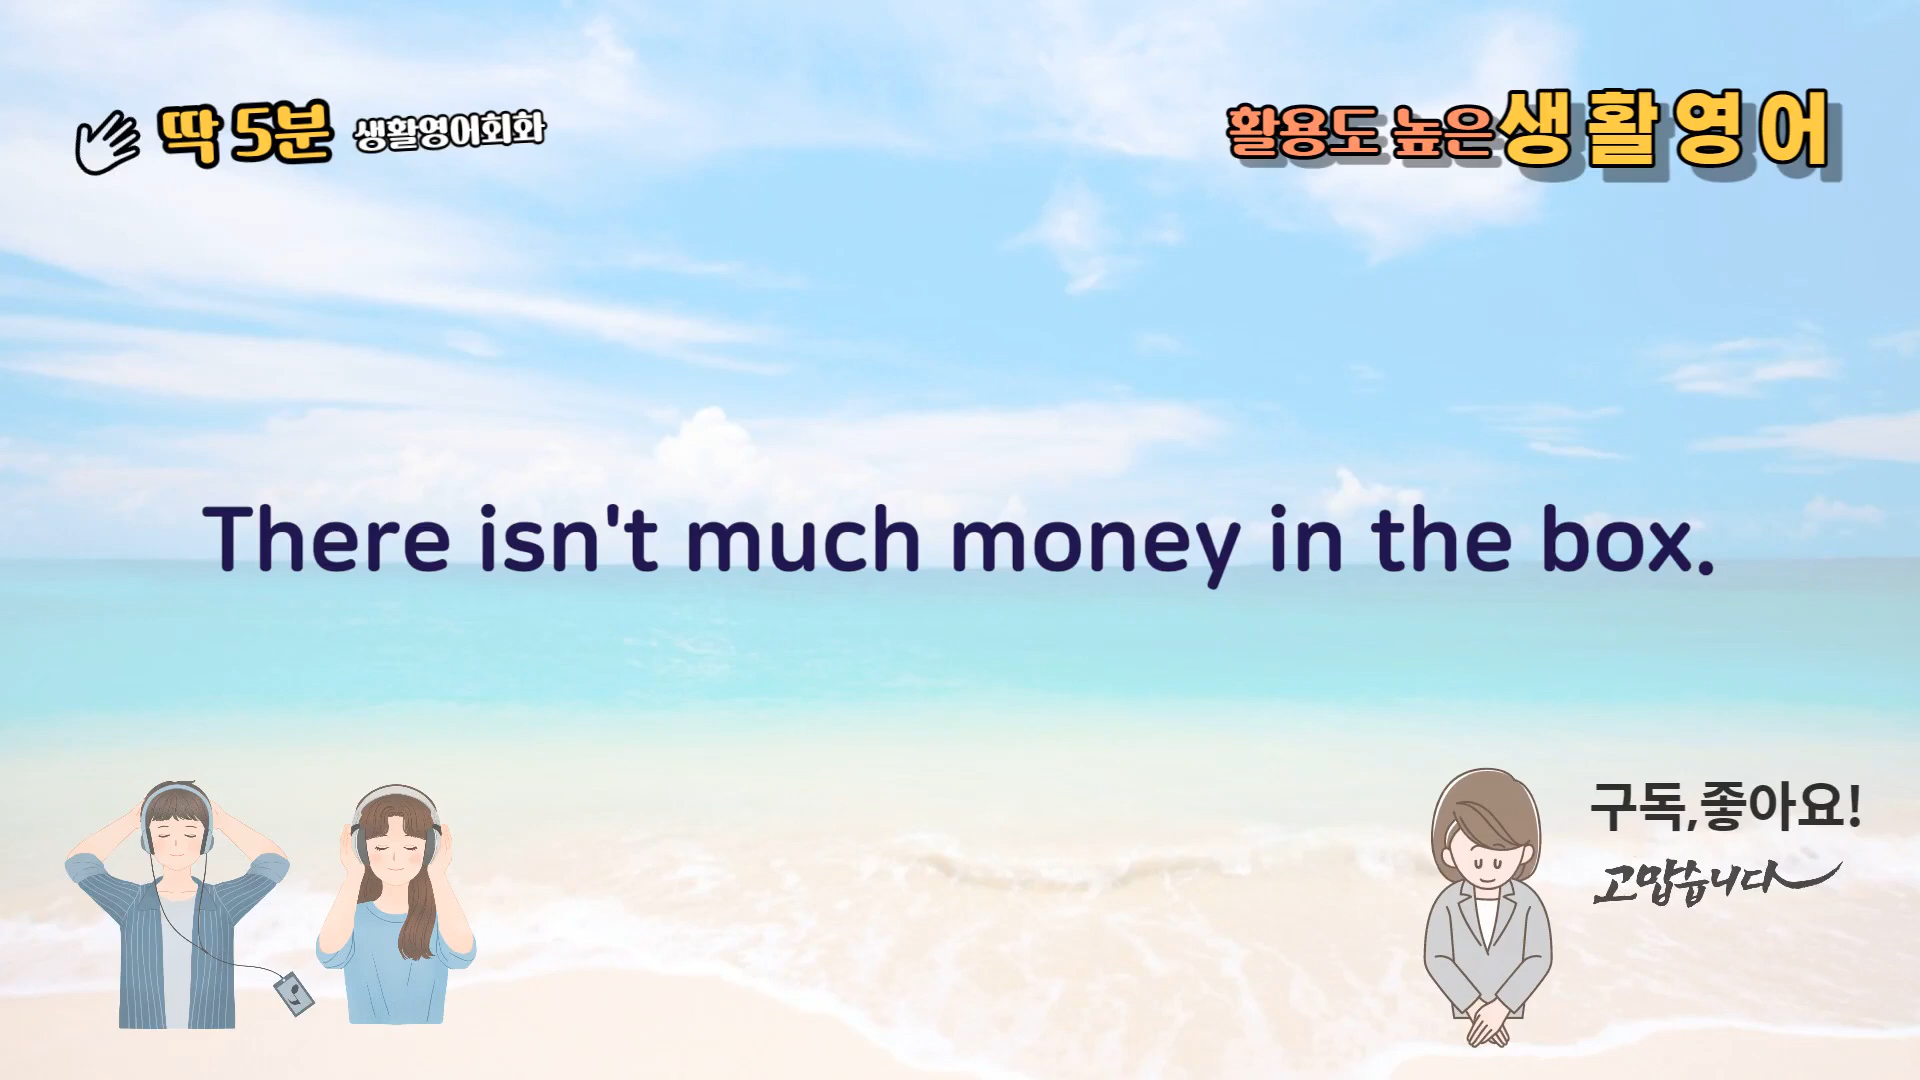 딱 5분 생활영어회화
활용도 높은 생활영어
There isn't much money in the box.
구독,좋아요!
고맙습니다